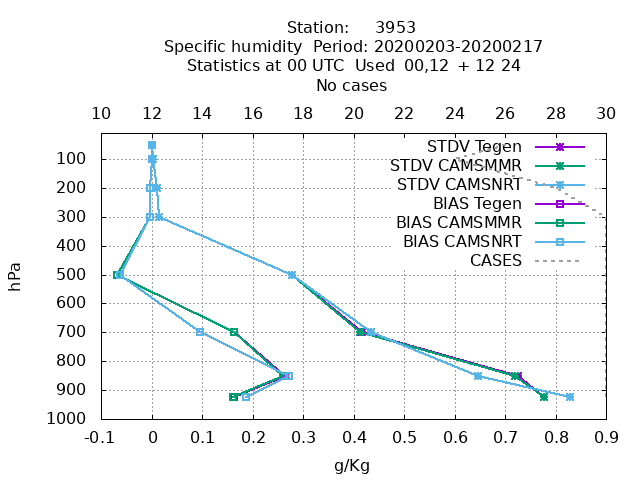 Station:     3953
Specific humidity  Period: 20200203-20200217
Statistics at 00 UTC  Used  00,12  + 12 24
No cases
10 12 14 16 18 20 22 24 26 28 30
STDV Tegen
STDV CAMSMMR
STDV CAMSNRT
BIAS Tegen
BIAS CAMSMMR
BIAS CAMSNRT
CASES
hPa
100
200
300
400
500
600
700
800
900
1000
-0.1 0 0.1 0.2 0.3 0.4 0.5 0.6 0.7 0.8 0.9
g/Kg